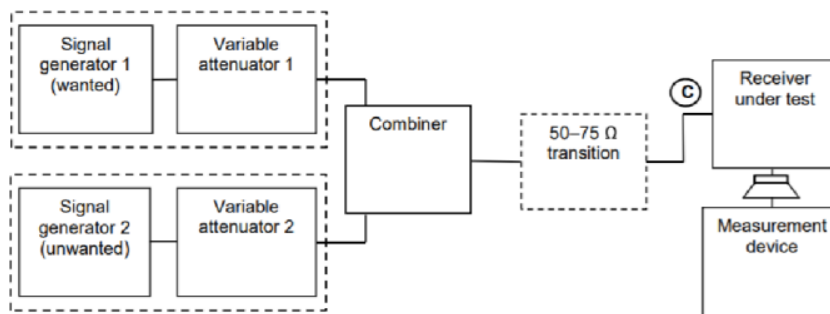 Signal
generator 1
(wanted)
Variable
attenuator 1
Combiner
50–75 Ω
transition
C
Receiver
under test
Signal
generator 2
(unwanted)
Variable
attenuator 2
Measurement
device